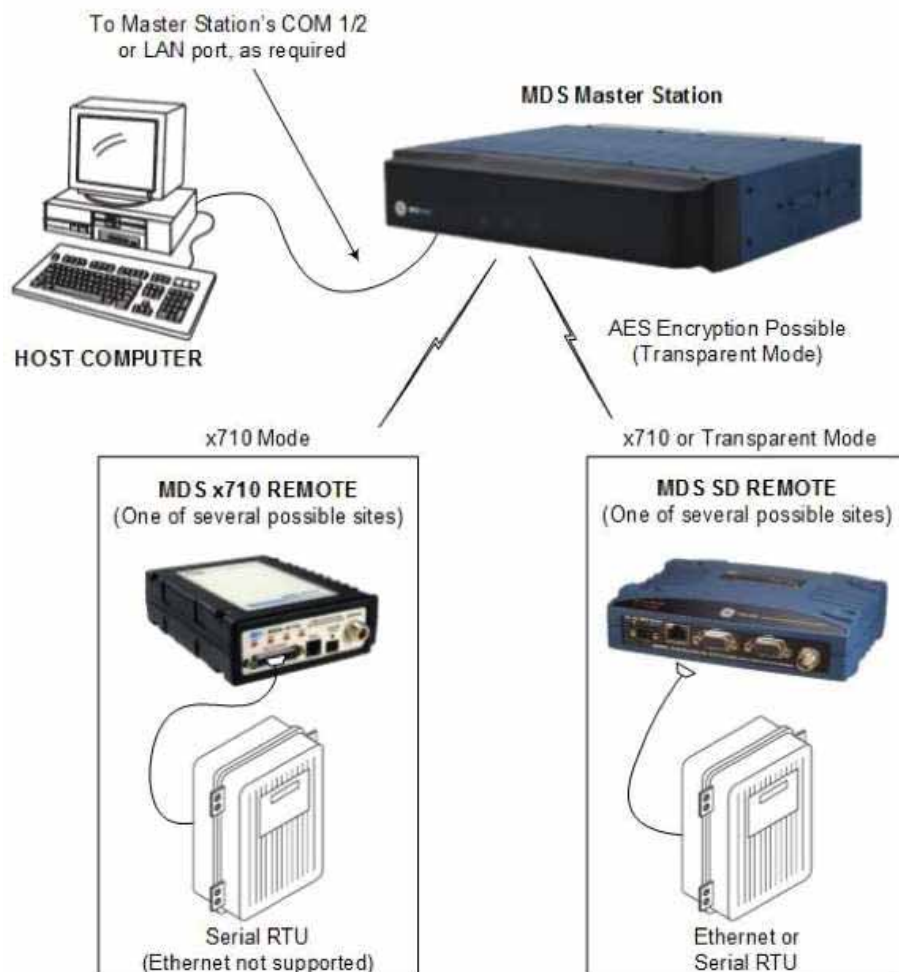 To Master Station's COM 1/2
or LAN port, as required
MDS Master Station
HOST COMPUTER
AES Encryption Possible
(Transparent Mode)
x710 Mode
x710 or Transparent Mode
MDS x710 REMOTE
(One of several possible sites)
MDS SD REMOTE
(One of several possible sites)
Serial RTU
(Ethernet not supported)
Ethernet or
Serial RTU